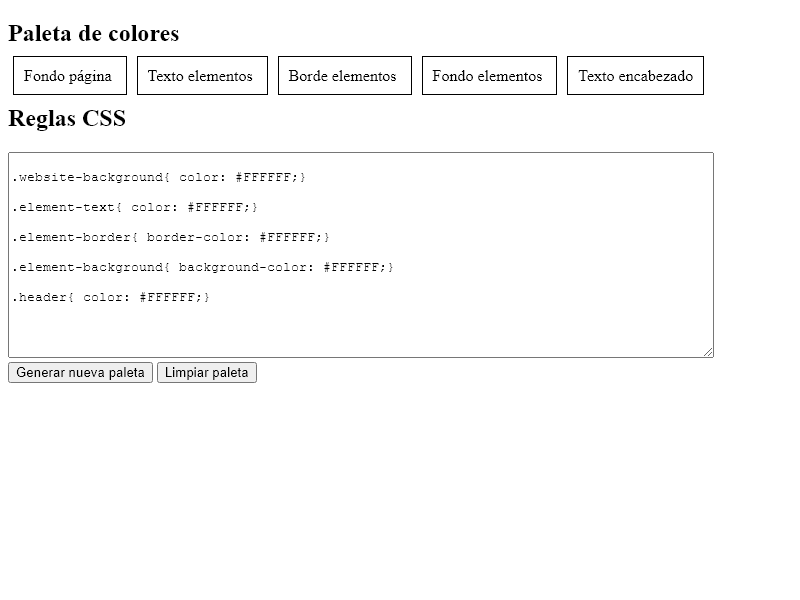 Paleta de colores
Fondo página Texto elementos Borde elementos Fondo elementos Texto encabezado
Reglas CSS
.website-background{ color: #FFFFFF;}
.element-text{ color: #FFFFFF;}
.element-border{ border-color: #FFFFFF;}
.element-background{ background-color: #FFFFFF;}
.header{ color: #FFFFFF;}
Generar nueva paleta Limpiar paleta